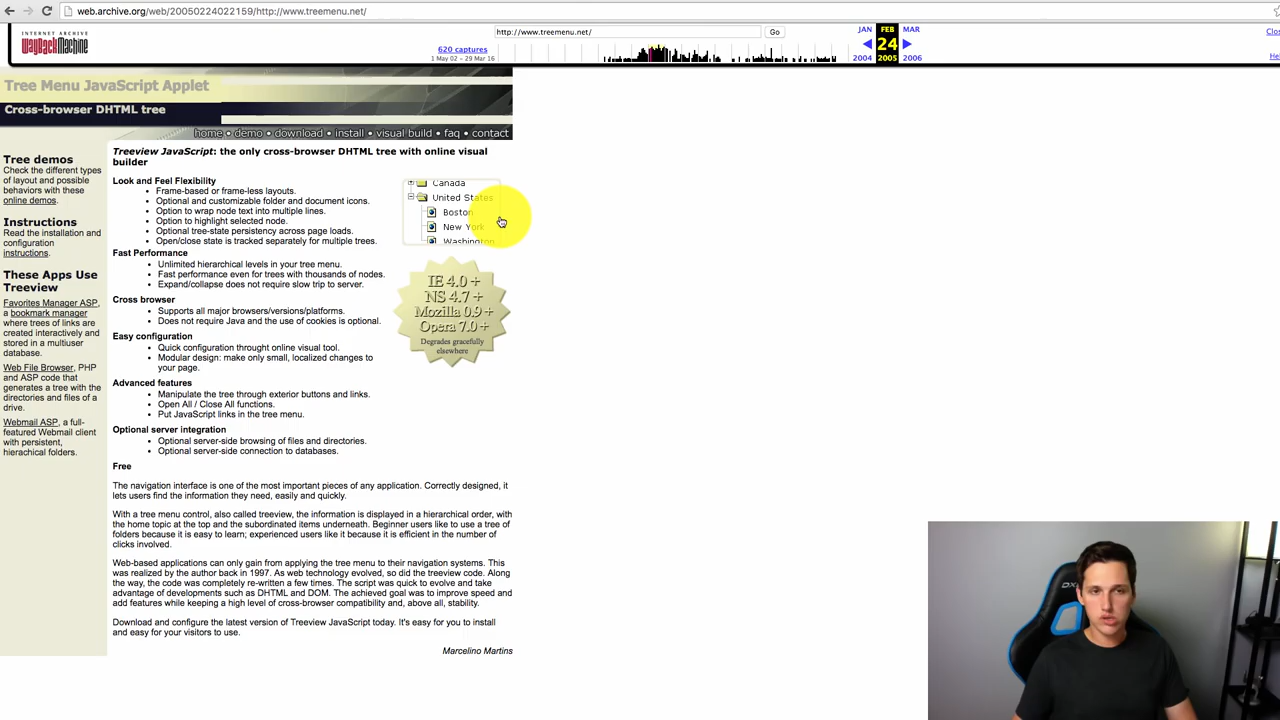 web.archive.org/web/20050224022159/http://www.treemenu.net/
INTERNET ARCHIVE
WayBackMachine
http://www.treemenu.net/
Go
620 captures
1 May 02 – 29 Mar 16
JAN
FEB
MAR
24
2004
2005
2006
Clos
Hel
Tree Menu JavaScript Applet
Cross-browser DHTML tree
home • demo • download • install • visual build • faq • contact
Tree demos
Check the different types
of layout and possible
behaviors with these
online demos.
Instructions
Read the installation and
configuration
instructions.
These Apps Use
Treeview
Favorites Manager ASP,
a bookmark manager
where trees of links are
created interactively and
stored in a multiuser
database.
Web File Browser, PHP
and ASP code that
generates a tree with the
directories and files of a
drive.
Webmail ASP, a full-
featured Webmail client
with persistent,
hierachical folders.
Treeview JavaScript: the only cross-browser DHTML tree with online visual
builder
Look and Feel Flexibility
• Frame-based or frame-less layouts.
• Optional and customizable folder and document icons.
• Option to wrap node text into multiple lines.
• Option to highlight selected node.
• Optional tree-state persistency across page loads.
• Open/close state is tracked separately for multiple trees.
Fast Performance
• Unlimited hierarchical levels in your tree menu.
• Fast performance even for trees with thousands of nodes.
• Expand/collapse does not require slow trip to server.
Cross browser
• Supports all major browsers/versions/platforms.
• Does not require Java and the use of cookies is optional.
Easy configuration
• Quick configuration throught online visual tool.
• Modular design: make only small, localized changes to
your page.
Advanced features
• Manipulate the tree through exterior buttons and links.
• Open All / Close All functions.
• Put JavaScript links in the tree menu.
Optional server integration
• Optional server-side browsing of files and directories.
• Optional server-side connection to databases.
Free
Canada
United States
Boston
New York
Washington
IE 4.0 +
NS 4.7 +
Mozilla 0.9 +
Opera 7.0 +
Degrades gracefully
elsewhere
The navigation interface is one of the most important pieces of any application. Correctly designed, it
lets users find the information they need, easily and quickly.
With a tree menu control, also called treeview, the information is displayed in a hierarchical order, with
the home topic at the top and the subordinated items underneath. Beginner users like to use a tree of
folders because it is easy to learn; experienced users like it because it is efficient in the number of
clicks involved.
Web-based applications can only gain from applying the tree menu to their navigation systems. This
was realized by the author back in 1997. As web technology evolved, so did the treeview code. Along
the way, the code was completely re-written a few times. The script was quick to evolve and take
advantage of developments such as DHTML and DOM. The achieved goal was to improve speed and
add features while keeping a high level of cross-browser compatibility and, above all, stability.
Download and configure the latest version of Treeview JavaScript today. It's easy for you to install
and easy for your visitors to use.
Marcelino Martins